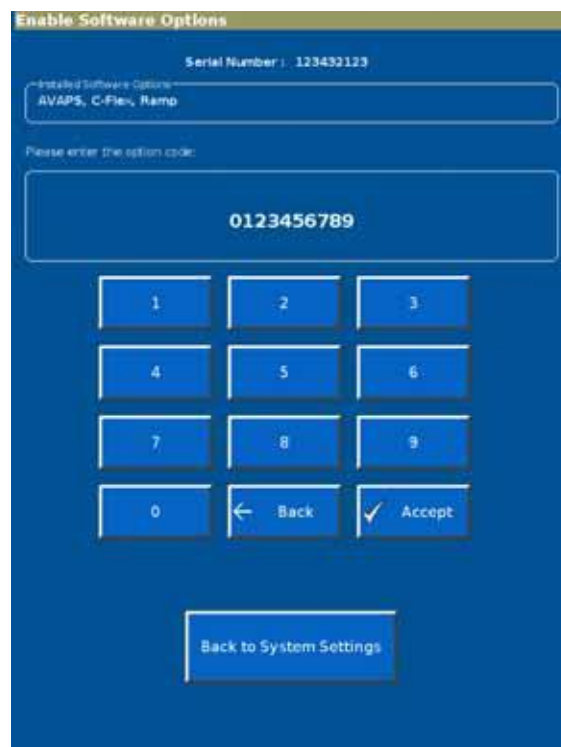 Enable Software Options
Serial Number : 123432123
Installed Software Options
AVAPS, C-Flex, Ramp
Please enter the option code:
0123456789
1 2 3
4 5 6
7 8 9
0 Back Accept
Back to System Settings